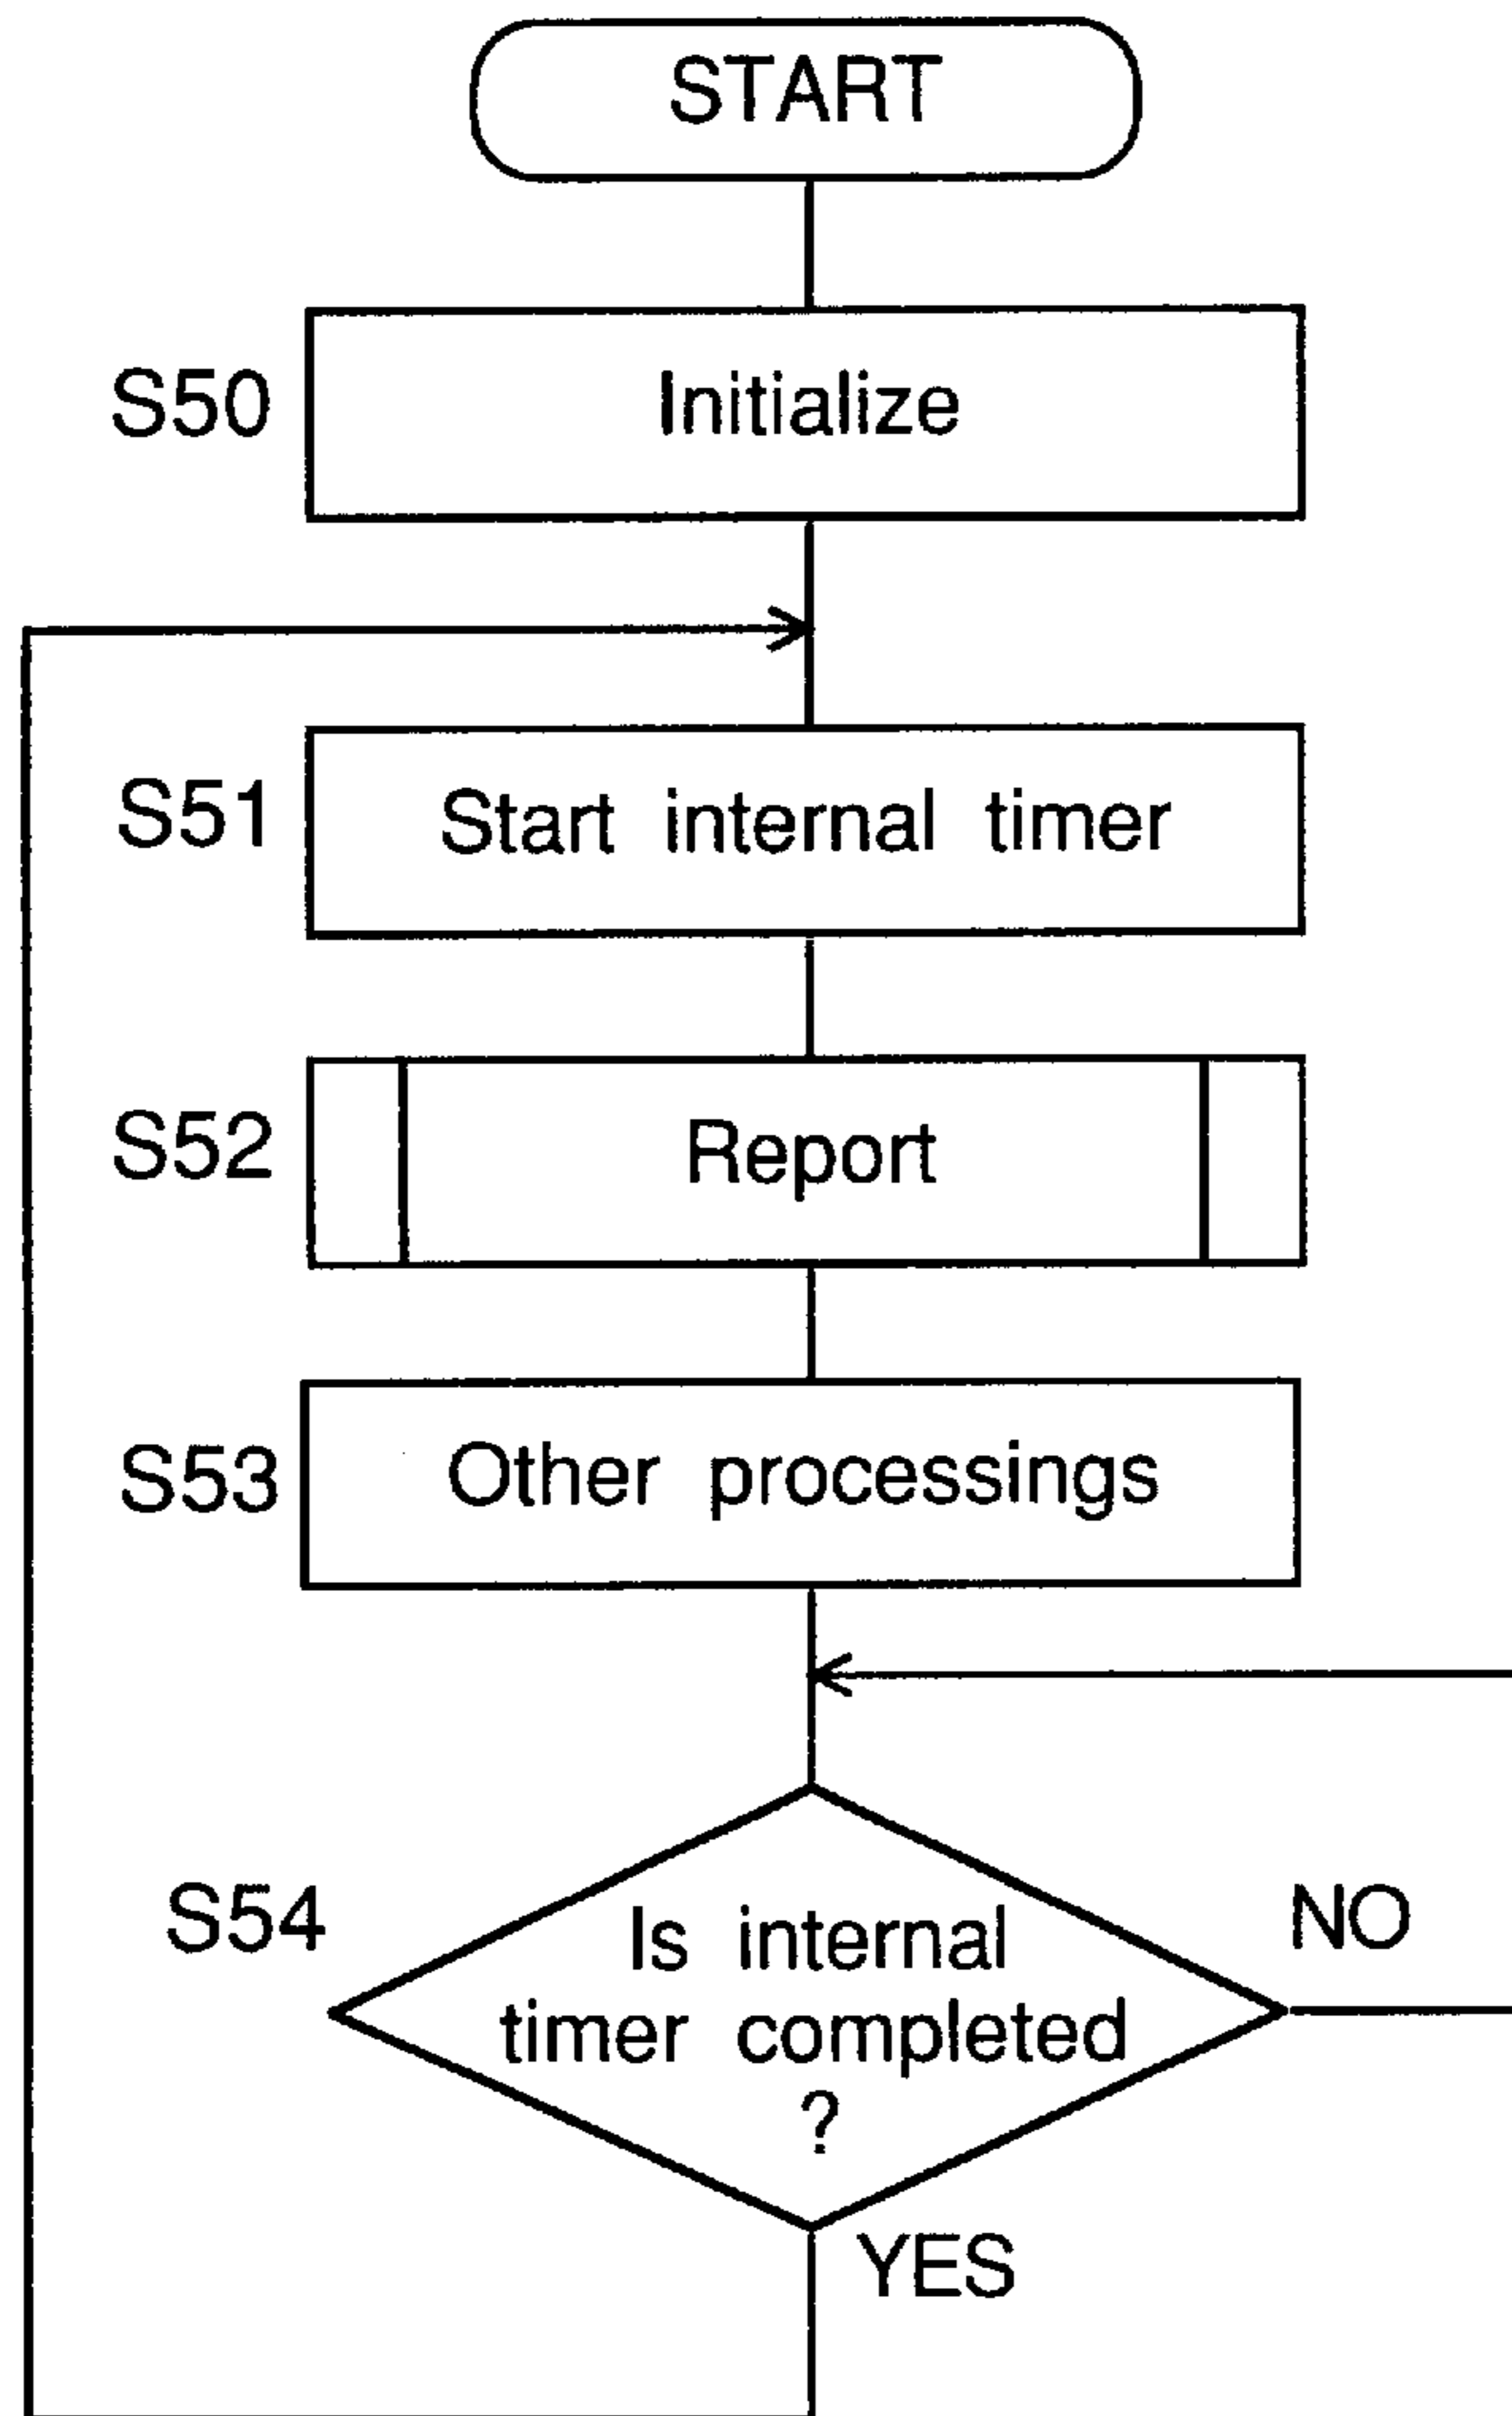 START
S50
Initialize
S51
Start internal timer
S52
Report
S53
Other processings
S54
Is internal
timer completed
?
NO
YES